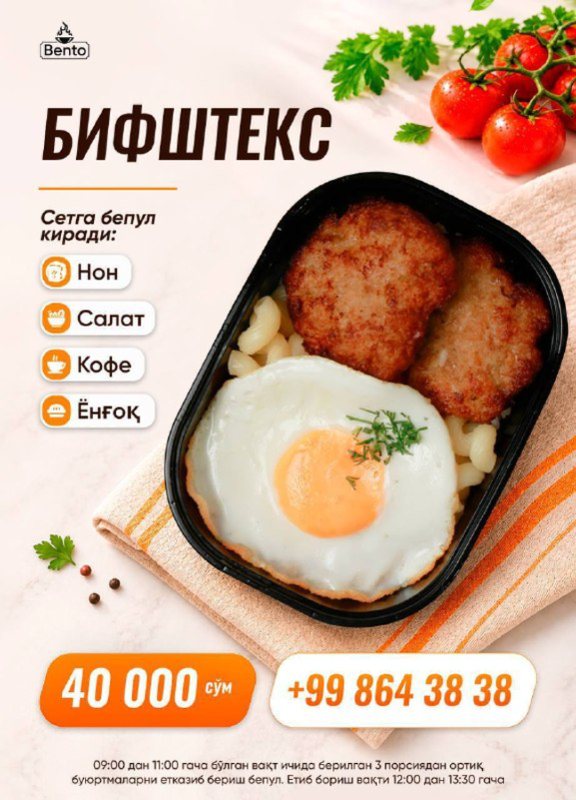 Bento
БИФШТЕКС
Сетга бепул
киради:
Нон
Салат
Кофе
Ёнғоқ
40 000 сўм
+99 864 38 38
09:00 дан 11:00 гача бўлган вақт ичида берилган 3 порсиядан ортиқ
буюртмаларни етказиб бериш бепул. Етиб бориш вақти 12:00 дан 13:30 гача